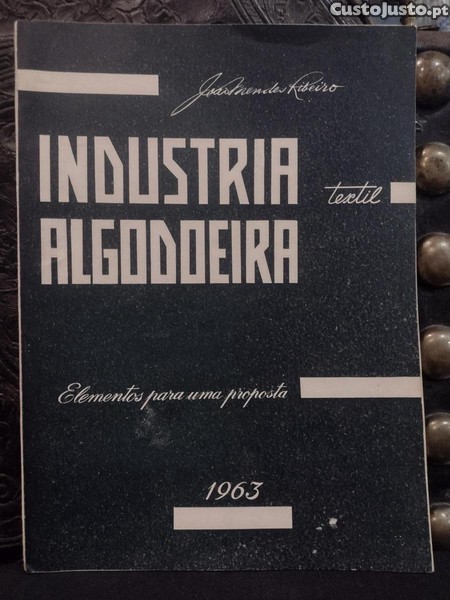 CustoJusto.pt
João Mendes Ribeiro
INDUSTRIA
textil
ALGODOEIRA
Elementos para uma proposta
1963